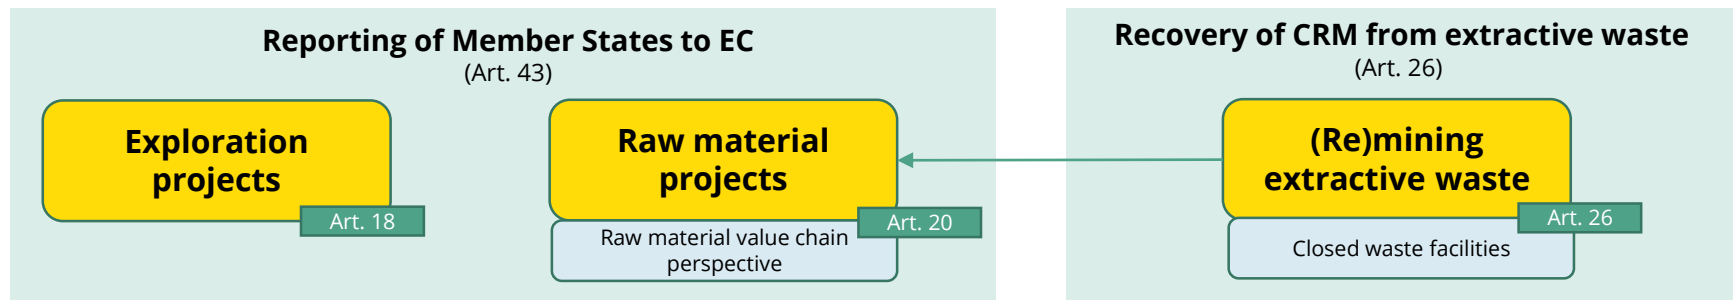 Reporting of Member States to EC
(Art. 43)
Exploration
projects
Art. 18
Raw material
projects
Art. 20
Raw material value chain
perspective
Recovery of CRM from extractive waste
(Art. 26)
(Re)mining
extractive waste
Art. 26
Closed waste facilities